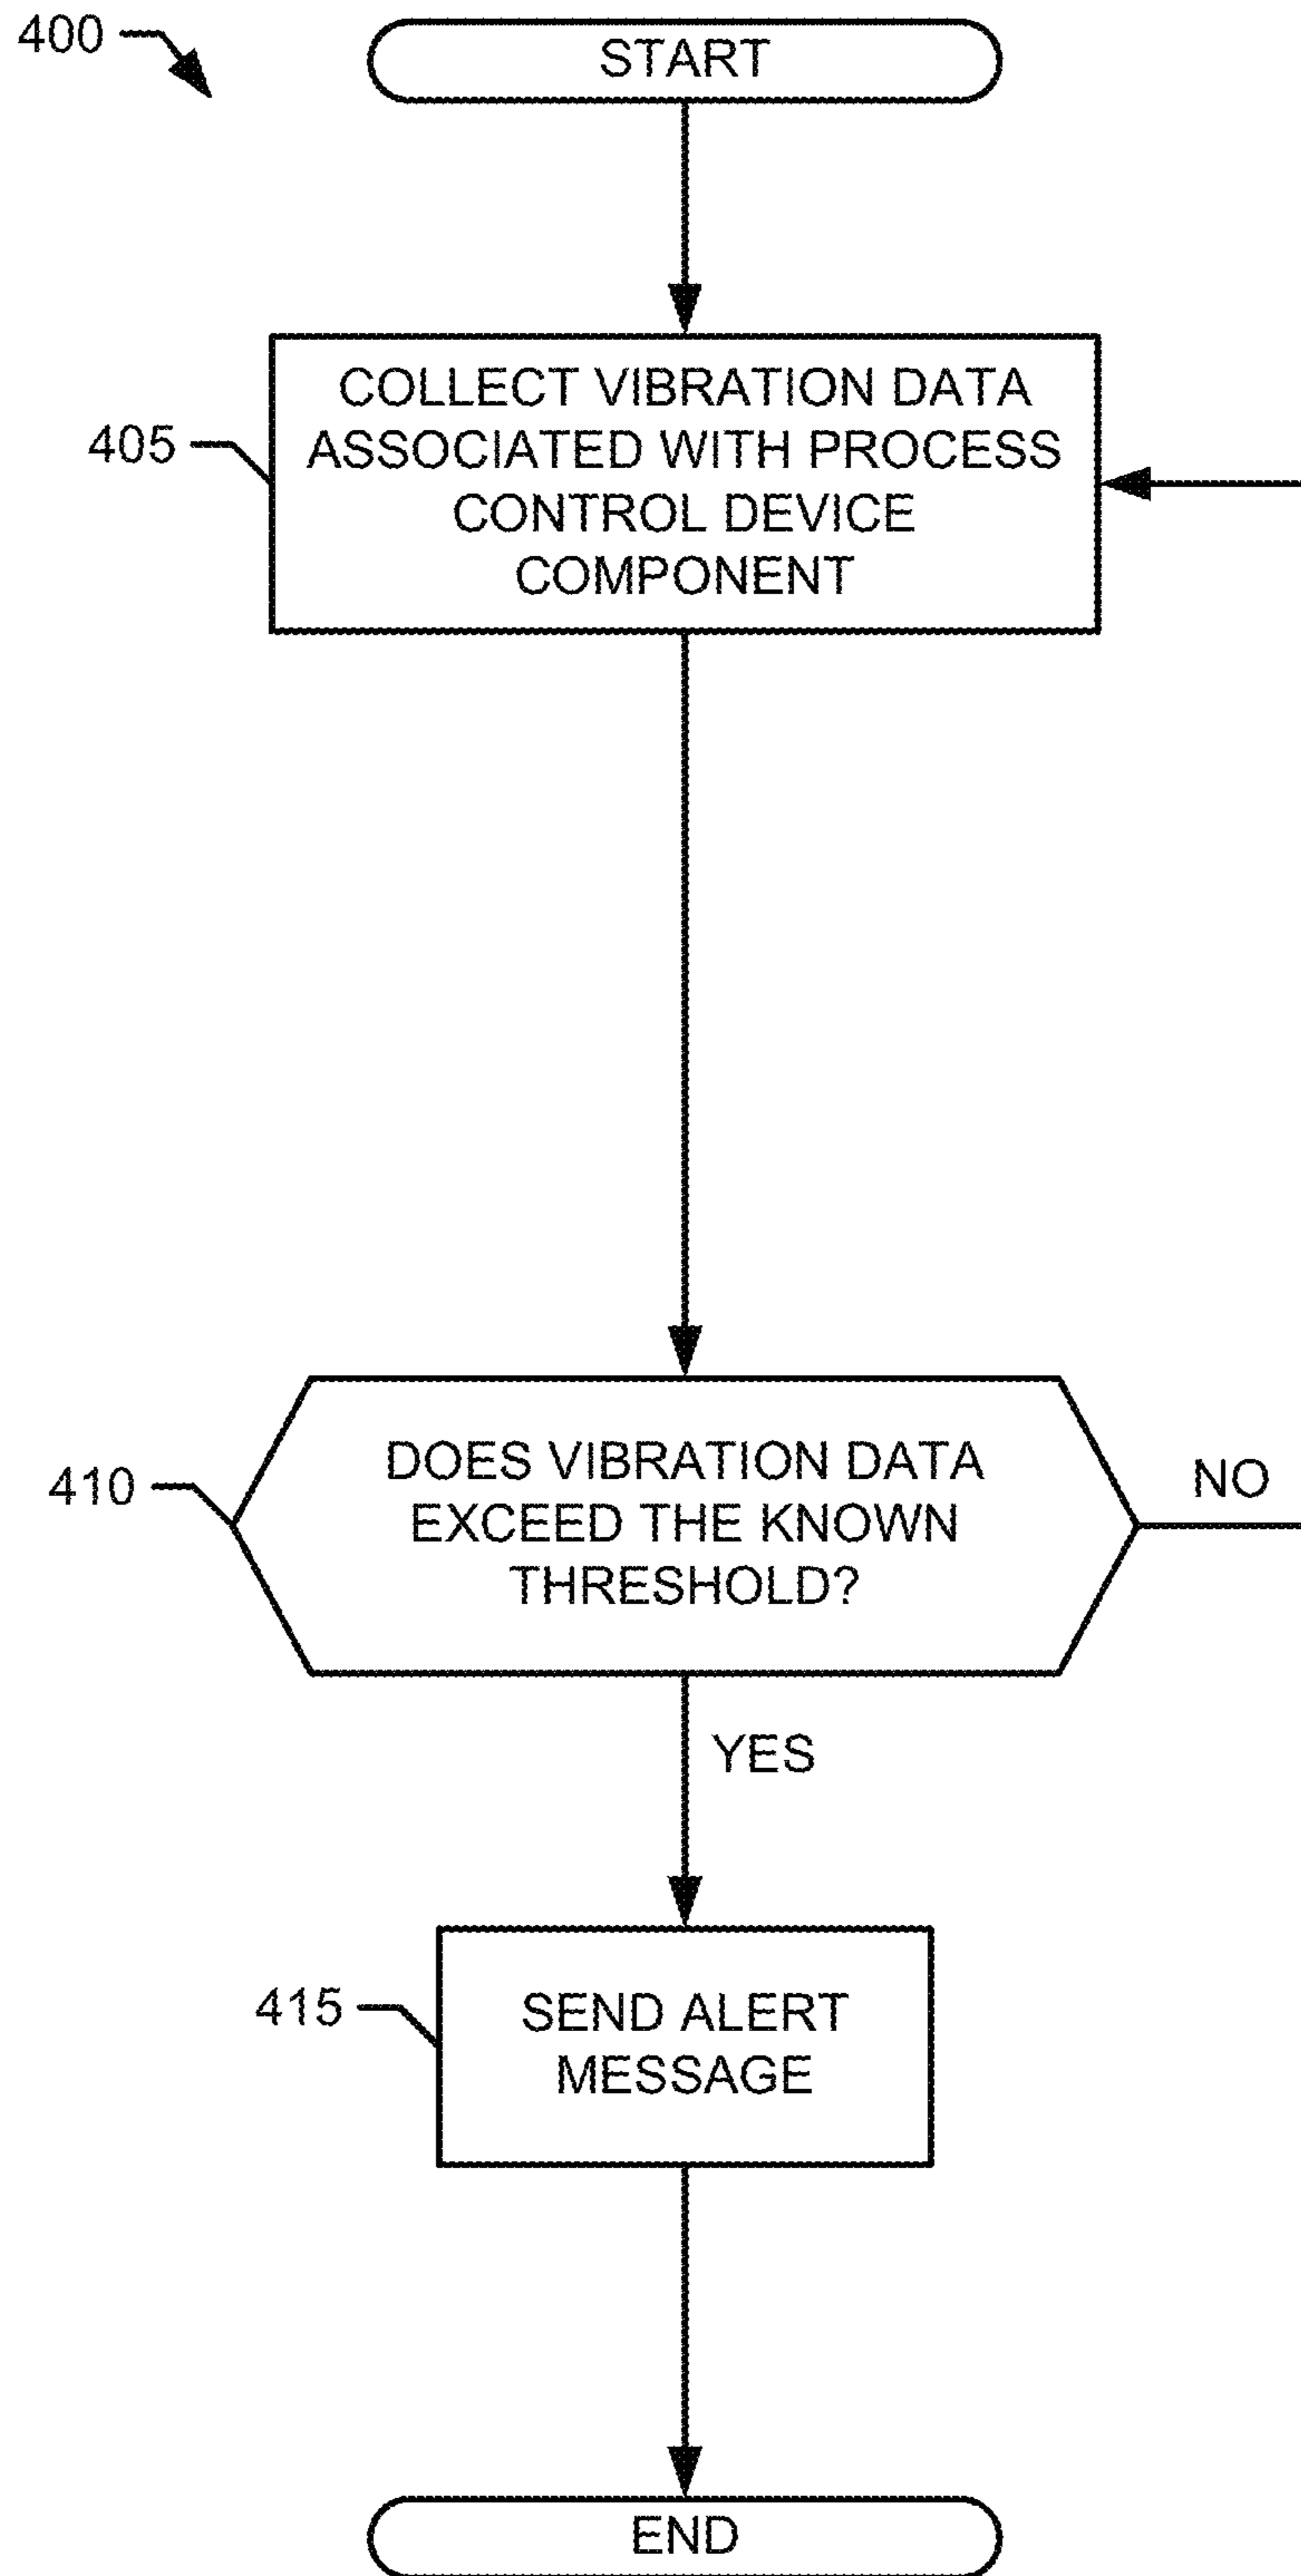 400
START
405
COLLECT VIBRATION DATA
ASSOCIATED WITH PROCESS
CONTROL DEVICE
COMPONENT
410
DOES VIBRATION DATA
EXCEED THE KNOWN
THRESHOLD?
NO
YES
415
SEND ALERT
MESSAGE
END